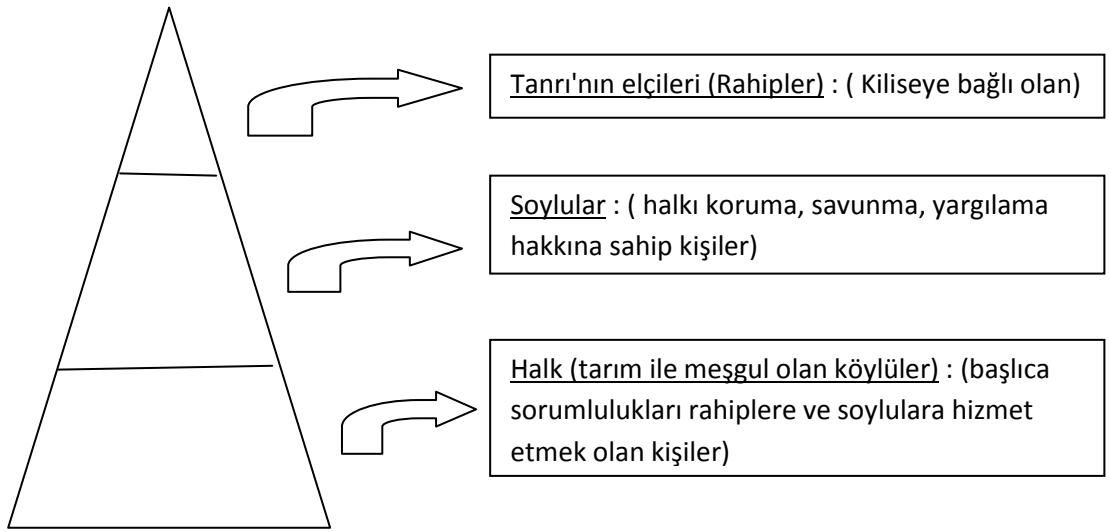 Tanrı'nın elçileri (Rahipler) : ( Kiliseye bağlı olan)
Soylular : ( halkı koruma, savunma, yargılama
hakkına sahip kişiler)
Halk (tarım ile meşgul olan köylüler) : (başlıca
sorumlulukları rahiplere ve soylulara hizmet
etmek olan kişiler)